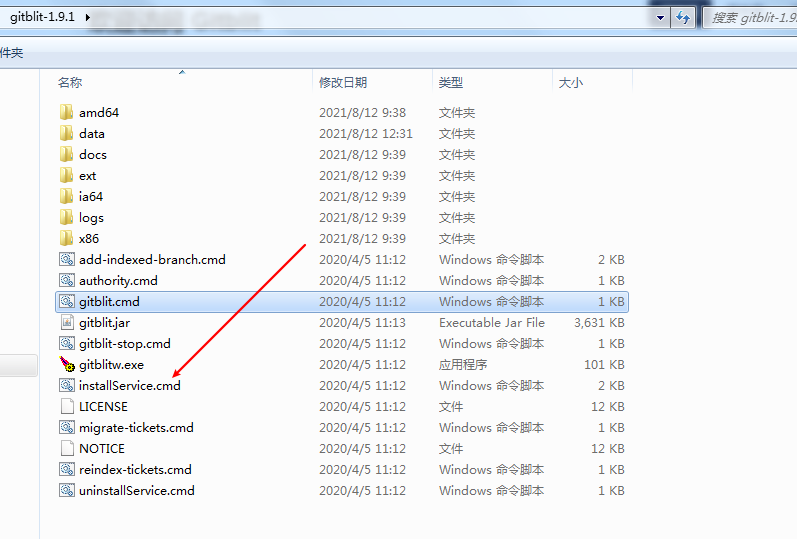 gitblit-1.9.1 搜索 gitblit-1.9.
件夹
名称 修改日期 类型 大小
amd64 2021/8/12 9:38 文件夹
data 2021/8/12 12:31 文件夹
docs 2021/8/12 9:39 文件夹
ext 2021/8/12 9:39 文件夹
ia64 2021/8/12 9:39 文件夹
logs 2021/8/12 9:39 文件夹
x86 2021/8/12 9:39 文件夹
add-indexed-branch.cmd 2020/4/5 11:12 Windows 命令脚本 2 KB
authority.cmd 2020/4/5 11:12 Windows 命令脚本 1 KB
gitblit.cmd 2020/4/5 11:12 Windows 命令脚本 1 KB
gitblit.jar 2020/4/5 11:13 Executable Jar File 3,631 KB
gitblit-stop.cmd 2020/4/5 11:12 Windows 命令脚本 1 KB
gitblitw.exe 2020/4/5 11:12 应用程序 101 KB
installService.cmd 2020/4/5 11:12 Windows 命令脚本 2 KB
LICENSE 2020/4/5 11:12 文件 12 KB
migrate-tickets.cmd 2020/4/5 11:12 Windows 命令脚本 1 KB
NOTICE 2020/4/5 11:12 文件 12 KB
reindex-tickets.cmd 2020/4/5 11:12 Windows 命令脚本 1 KB
uninstallService.cmd 2020/4/5 11:12 Windows 命令脚本 1 KB